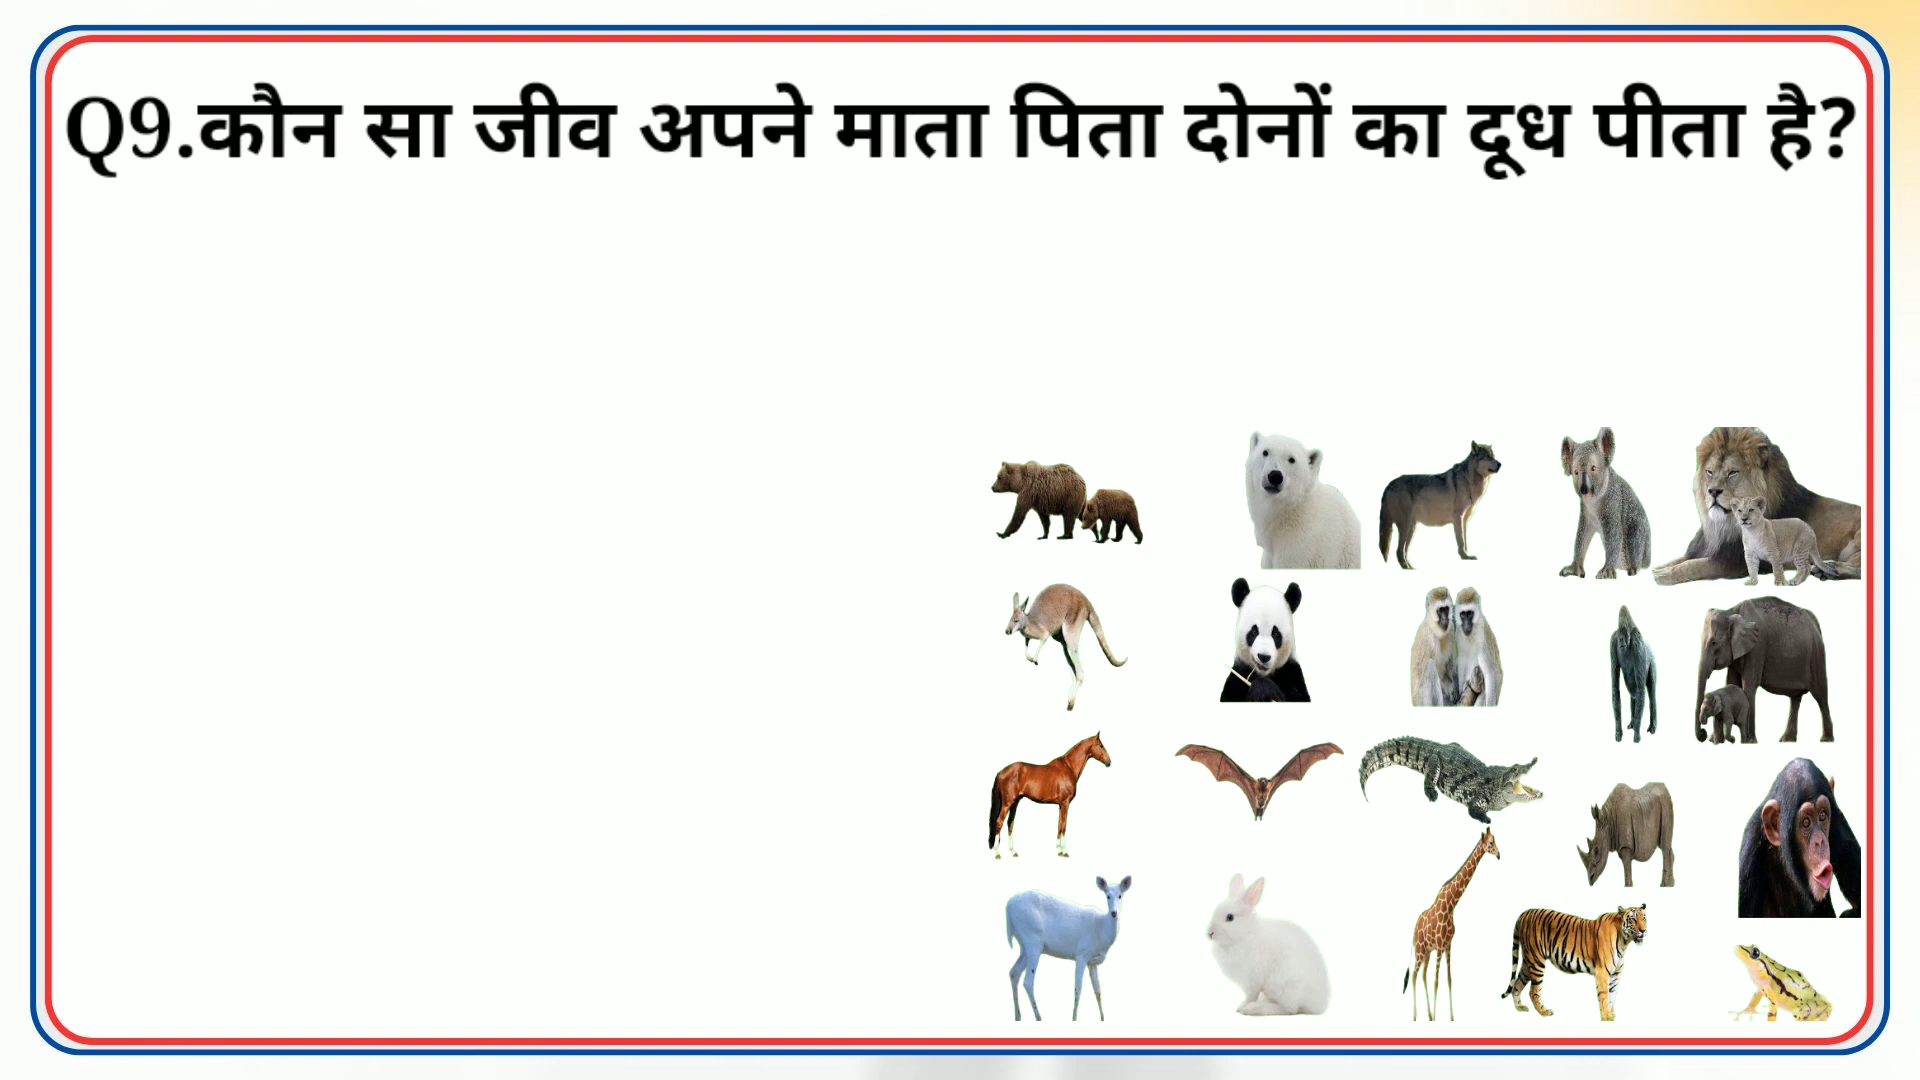 Q9.कौन सा जीव अपने माता पिता दोनों का दूध पीता है?